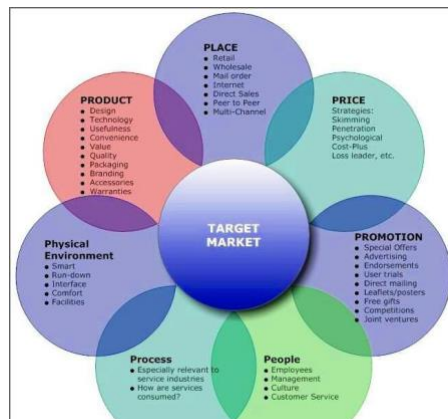 PLACE
● Retail
● Wholesale
● Mail order
● Internet
● Direct Sales
● Peer to Peer
● Multi-Channel
PRODUCT
● Design
● Technology
● Usefulness
● Convenience
● Value
● Quality
● Packaging
● Branding
● Accessories
● Warranties
PRICE
Strategies:
Skimming
Penetration
Psychological
Cost-Plus
Loss leader, etc.
TARGET
MARKET
Physical
Environment
● Smart
● Run-down
● Interface
● Comfort
● Facilities
PROMOTION
● Special Offers
● Advertising
● Endorsements
● User trials
● Direct mailing
● Leaflets/posters
● Free gifts
● Competitions
● Joint ventures
Process
● Especially relevant to
service industries
● How are services
consumed?
People
● Employees
● Management
● Culture
● Customer Service